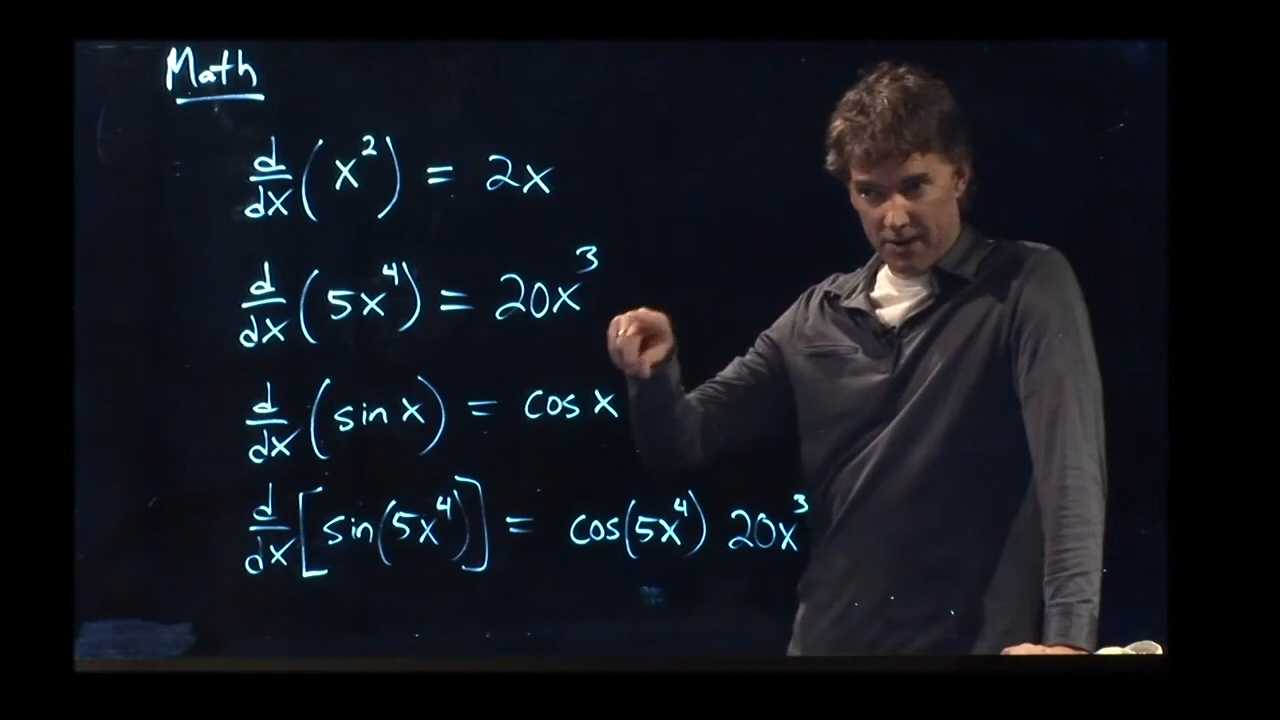 Math
d/dx (x²) = 2x
d/dx (5x⁴) = 20x³
d/dx (sin x) = cos x
d/dx [sin(5x⁴)] = cos(5x⁴) 20x³